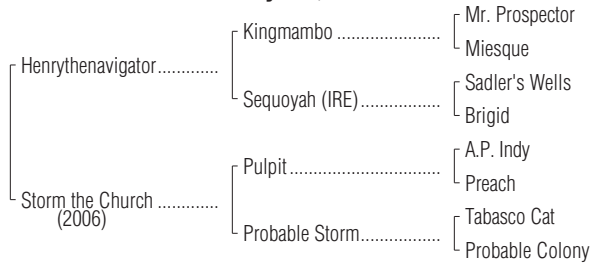 Mr. Prospector
Kingmambo ..................
Miesque
Henrythenavigator.............
Sadler's Wells
Sequoyah (IRE)..................
Brigid
A.P. Indy
Pulpit...............................
Preach
Storm the Church .............
(2006)
Tabasco Cat
Probable Storm..................
Probable Colony